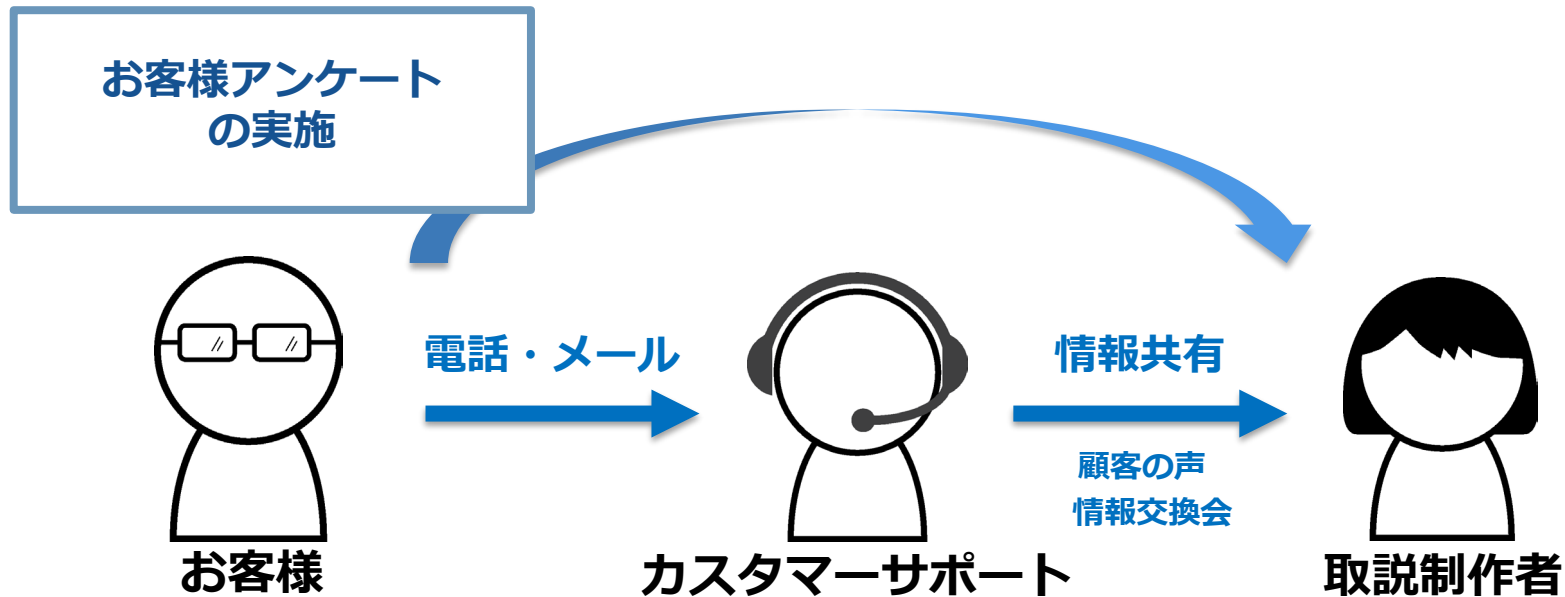 お客様アンケート
の実施
電話・メール
情報共有
顧客の声
情報交換会
お客様
カスタマーサポート
取説制作者